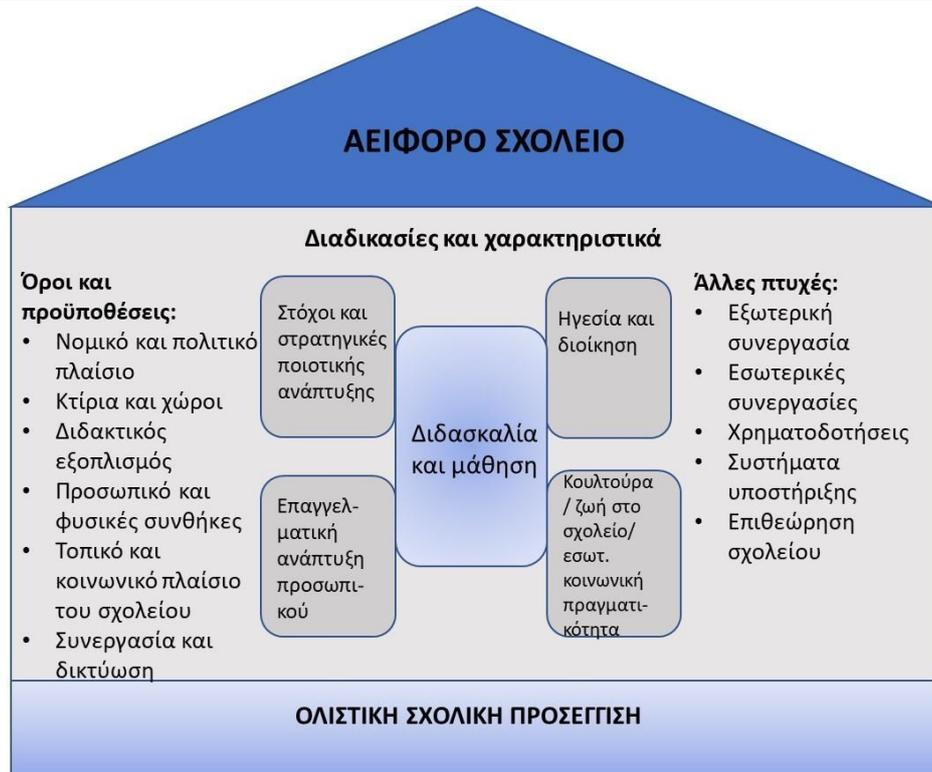 ΑΕΙΦΟΡΟ ΣΧΟΛΕΙΟ
Διαδικασίες και χαρακτηριστικά
Όροι και
προϋποθέσεις:
• Νομικό και πολιτικό
πλαίσιο
• Κτίρια και χώροι
• Διδακτικός
εξοπλισμός
• Προσωπικό και
φυσικές συνθήκες
• Τοπικό και
κοινωνικό πλαίσιο
του σχολείου
• Συνεργασία και
δικτύωση
Στόχοι και
στρατηγικές
ποιοτικής
ανάπτυξης
Επαγγελ-
ματική
ανάπτυξη
προσωπι-
κού
Διδασκαλία
και μάθηση
Ηγεσία και
διοίκηση
Κουλτούρα
/ ζωή στο
σχολείο/
εσωτ.
κοινωνική
πραγματι-
κότητα
Άλλες πτυχές:
• Εξωτερική
συνεργασία
• Εσωτερικές
συνεργασίες
• Χρηματοδοτήσεις
• Συστήματα
υποστήριξης
• Επιθεώρηση
σχολείου
ΟΛΙΣΤΙΚΗ ΣΧΟΛΙΚΗ ΠΡΟΣΕΓΓΙΣΗ